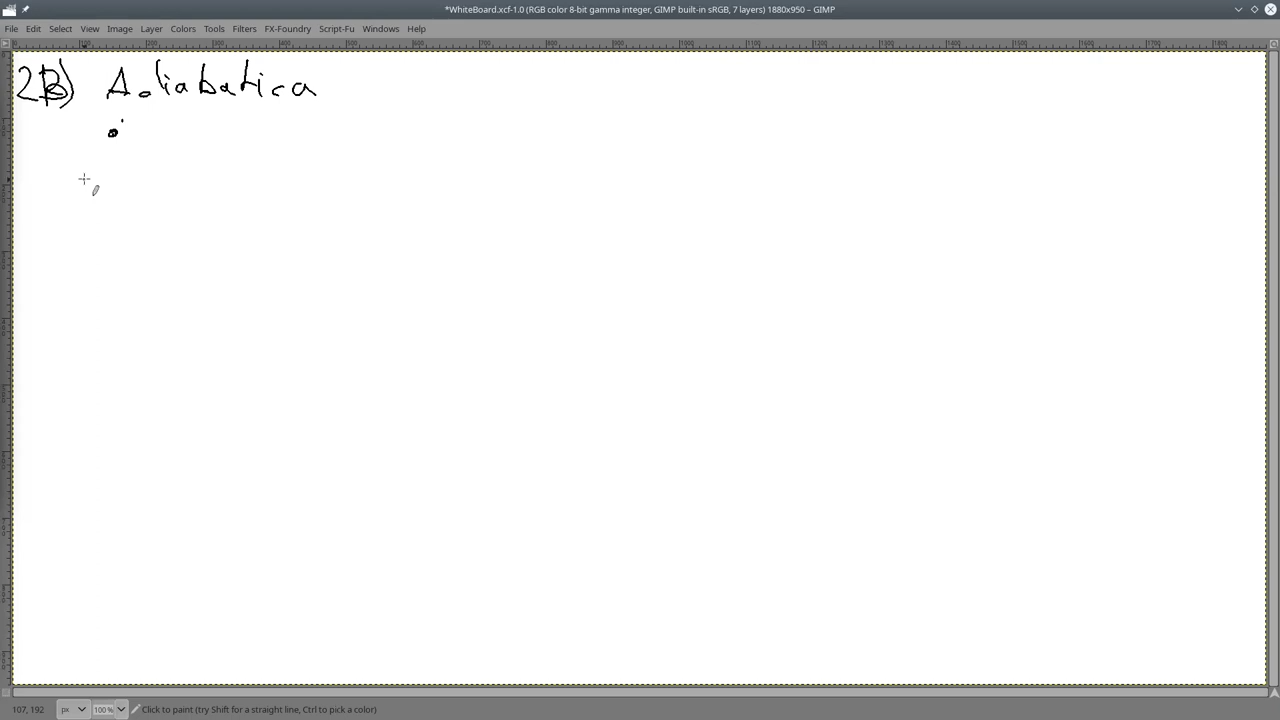 *WhiteBoard.xcf-1.0 (RGB color 8-bit gamma integer, GIMP built-in sRGB, 7 layers) 1880x950 – GIMP
File Edit Select View Image Layer Colors Tools Filters FX-Foundry Script-Fu Windows Help
2B) Adiabatica
107, 192 px 100 % Click to paint (try Shift for a straight line, Ctrl to pick a color)